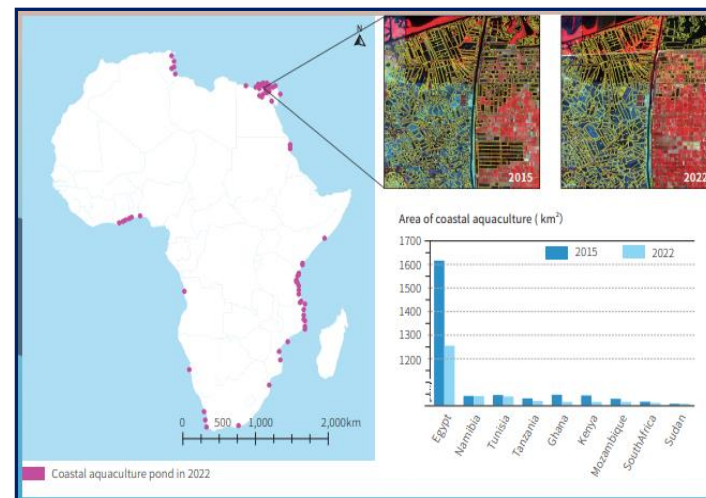 N
2015
2022
Area of coastal aquaculture ( km²)
1700
1600
1500
1400
1300
1200
2015
2022
Egypt
Namibia
Tunisia
Tanzania
Ghana
Kenya
Mozambique
SouthAfrica
Sudan
0 500 1,000 2,000km
Coastal aquaculture pond in 2022